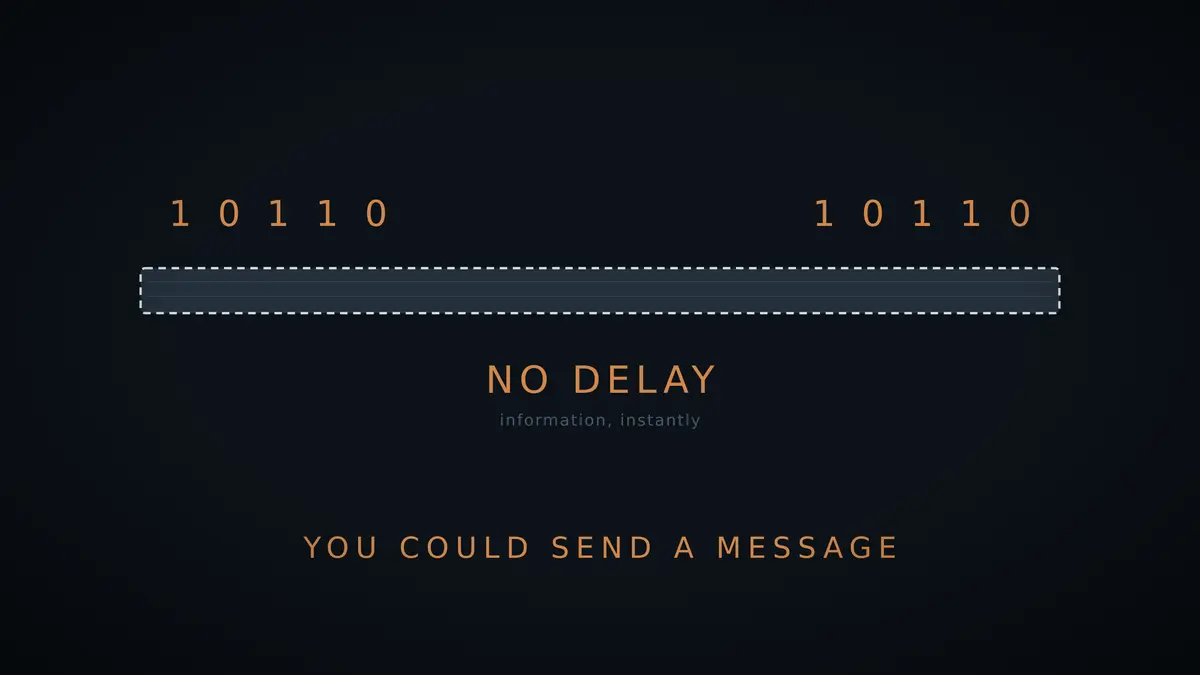 1 0 1 1 0 1 0 1 1 0
NO DELAY
information, instantly
YOU COULD SEND A MESSAGE